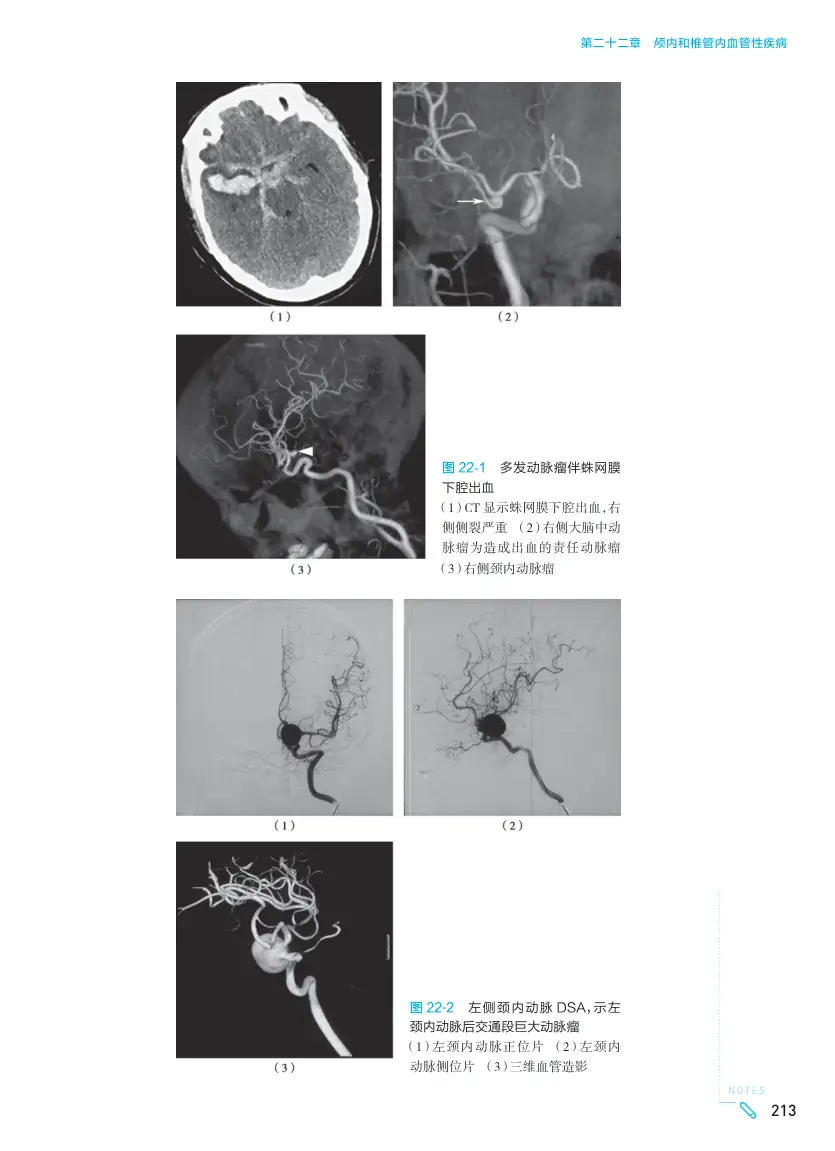 第二十二章　颅内和椎管内血管性疾病
（1）
（2）
（3）
图 22-1　多发动脉瘤伴蛛网膜
下腔出血
（1）CT 显示蛛网膜下腔出血，右
侧侧裂严重　（2）右侧大脑中动
脉瘤为造成出血的责任动脉瘤
（3）右侧颈内动脉瘤
（1）
（2）
（3）
图 22-2　左侧颈内动脉 DSA，示左
颈内动脉后交通段巨大动脉瘤
（1）左颈内动脉正位片　（2）左颈内
动脉侧位片　（3）三维血管造影
NOTES
213